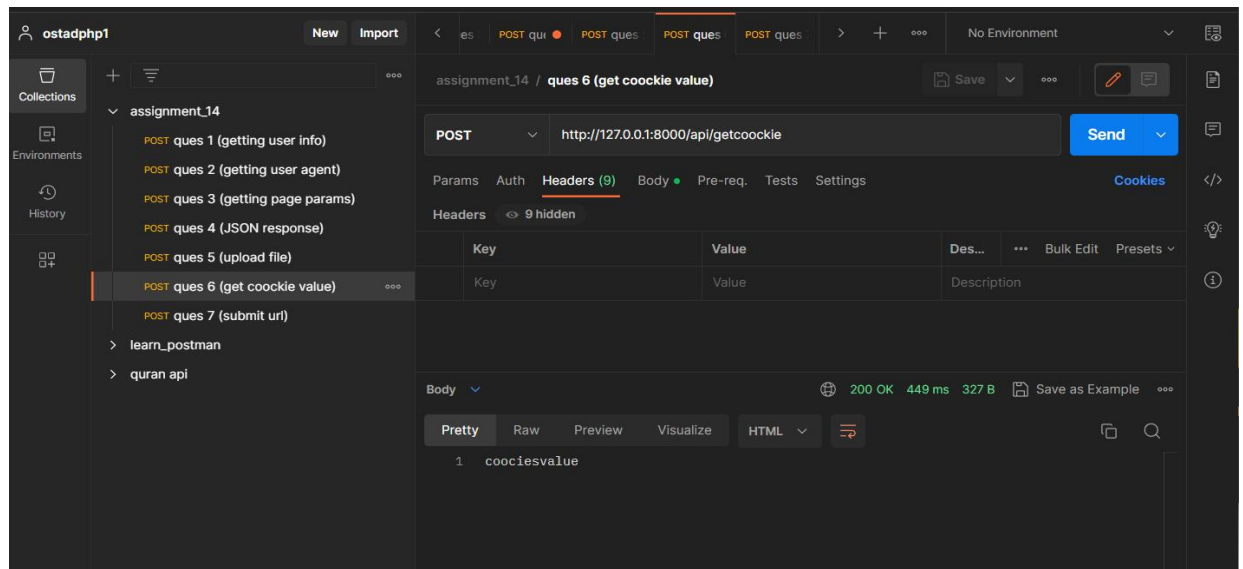 ostadphp1
New Import
es POST que POST ques POST ques POST ques
No Environment
Collections
Environments
History
assignment_14
POST ques 1 (getting user info)
POST ques 2 (getting user agent)
POST ques 3 (getting page params)
POST ques 4 (JSON response)
POST ques 5 (upload file)
POST ques 6 (get coockie value)
POST ques 7 (submit url)
learn_postman
quran api
assignment_14 / ques 6 (get coockie value)
Save
POST http://127.0.0.1:8000/api/getcoockie
Send
Params Auth Headers (9) Body Pre-req. Tests Settings Cookies
Headers 9 hidden
Key Value Des... Bulk Edit Presets
Key Value Description
Body 200 OK 449 ms 327 B Save as Example
Pretty Raw Preview Visualize HTML
1 coociesvalue